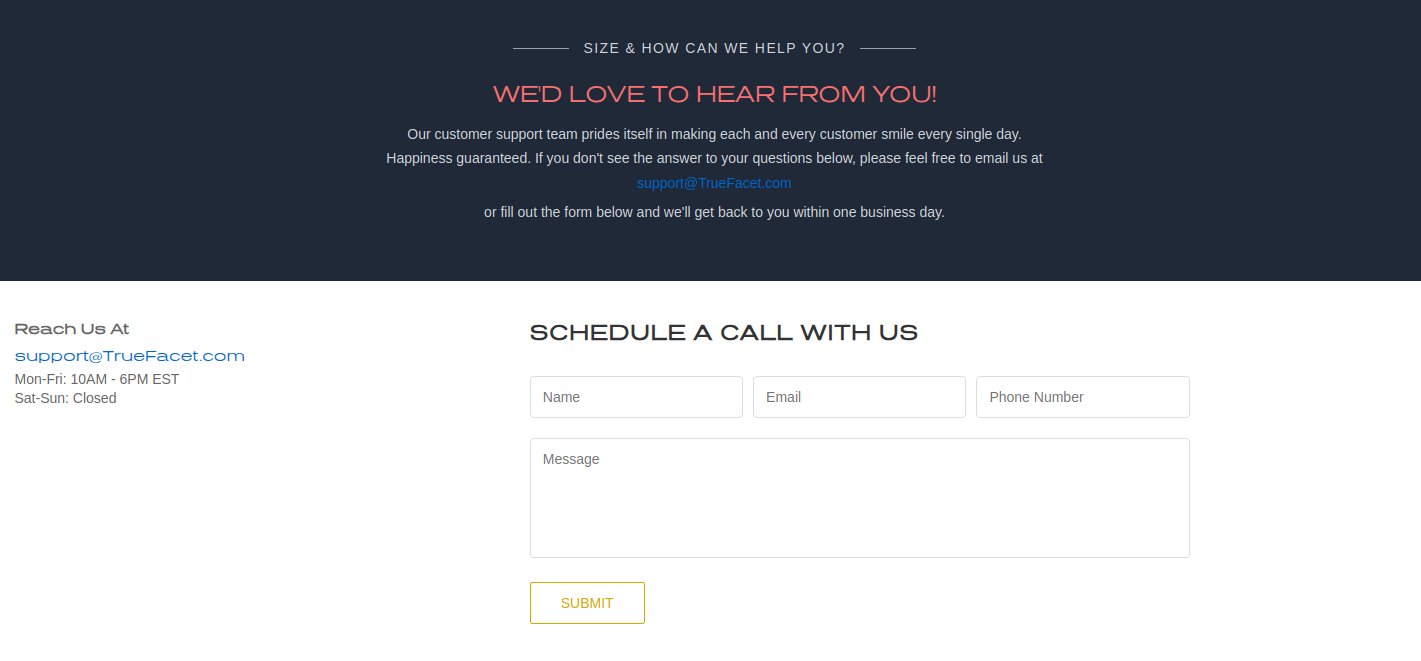 SIZE & HOW CAN WE HELP YOU?
WE'D LOVE TO HEAR FROM YOU!
Our customer support team prides itself in making each and every customer smile every single day.
Happiness guaranteed. If you don't see the answer to your questions below, please feel free to email us at
support@TrueFacet.com
or fill out the form below and we'll get back to you within one business day.
Reach Us At
support@TrueFacet.com
Mon-Fri: 10AM - 6PM EST
Sat-Sun: Closed
SCHEDULE A CALL WITH US
Name Email Phone Number
Message
SUBMIT